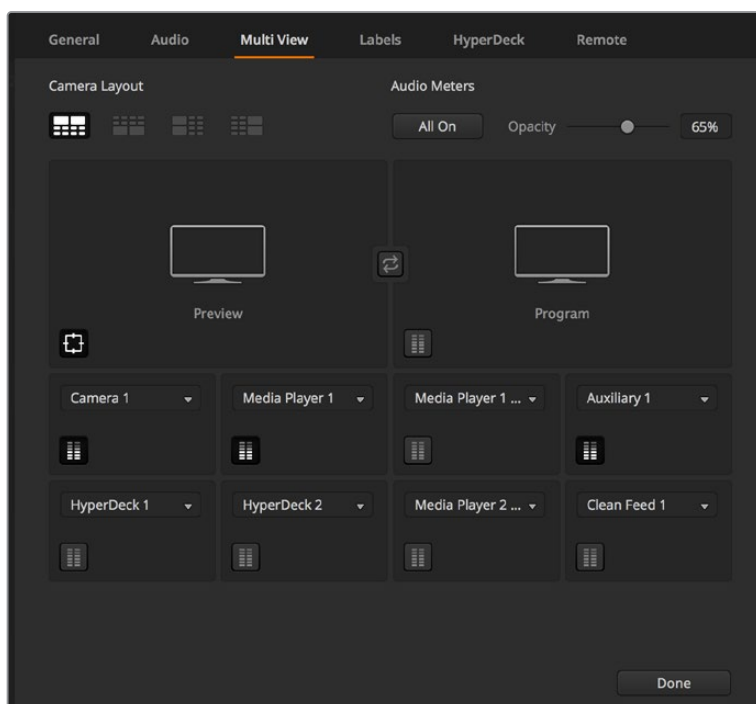 General Audio Multi View Labels HyperDeck Remote
Camera Layout Audio Meters
All On Opacity 65%
Preview Program
Camera 1 Media Player 1 Media Player 1 ... Auxiliary 1
HyperDeck 1 HyperDeck 2 Media Player 2 ... Clean Feed 1
Done